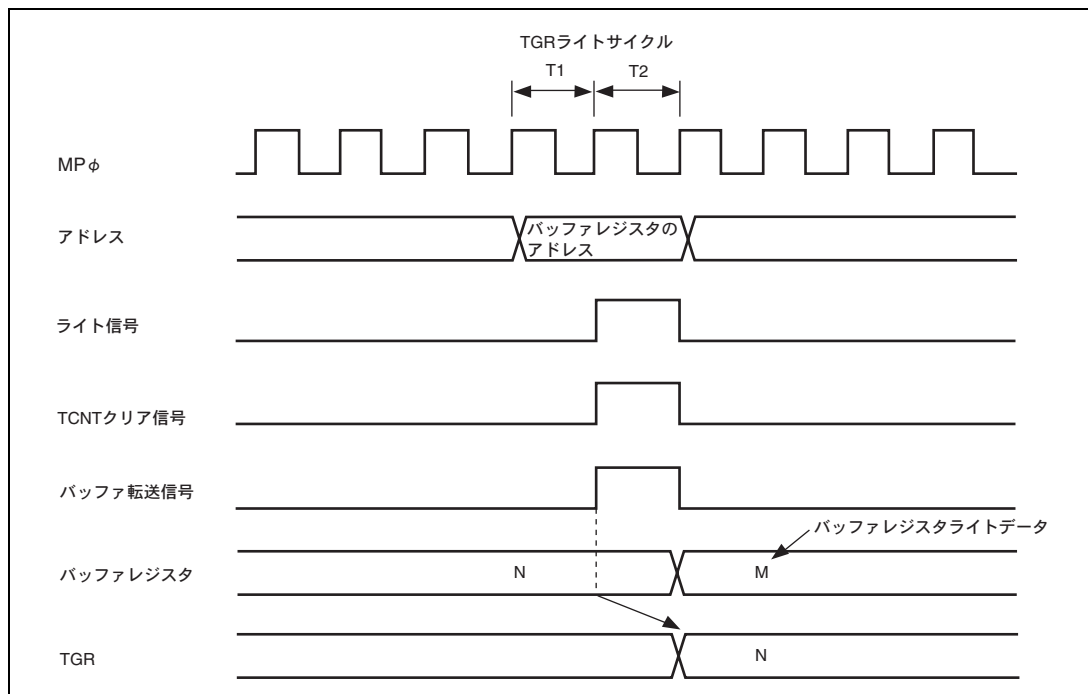 TGRライトサイクル
T1 T2
MPφ
アドレス
バッファレジスタの
アドレス
ライト信号
TCNTクリア信号
バッファ転送信号
バッファレジスタライトデータ
バッファレジスタ N M
TGR N